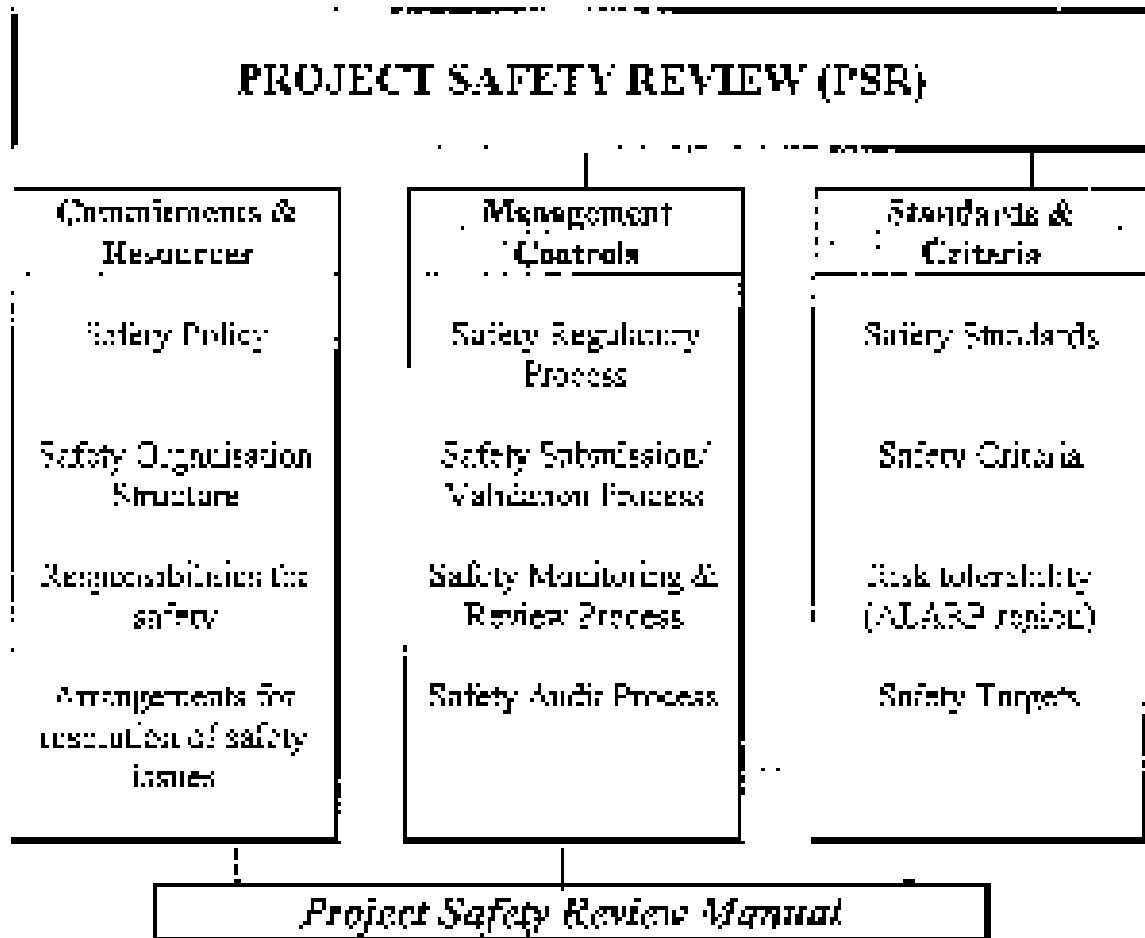 PROJECT SAFETY REVIEW (PSR)
Commitments &
Resources
Safety Policy
Safety Organisation
Structure
Responsibilities for
safety
Arrangements for
resolution of safety
issues
Management
Controls
Safety Regulatory
Process
Safety Submission/
Validation Process
Safety Monitoring &
Review Process
Safety Audit Process
Standards &
Criteria
Safety Standards
Safety Criteria
Risk tolerability
(ALARP region)
Safety Targets
Project Safety Review Manual